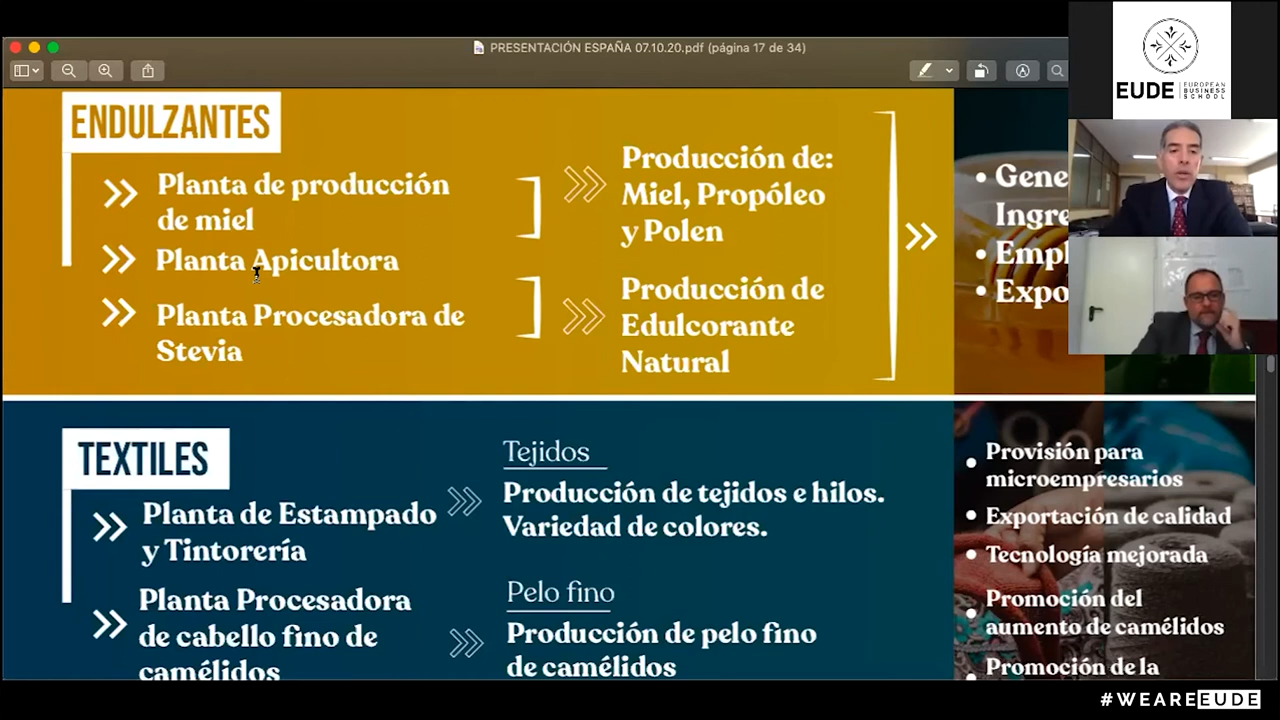 PRESENTACIÓN ESPAÑA 07.10.20.pdf (página 17 de 34)
EUDE
EUROPEAN
BUSINESS
SCHOOL
ENDULZANTES
Planta de producción
de miel
Planta Apicultora
Planta Procesadora de
Stevia
Producción de:
Miel, Propóleo
y Polen
Producción de
Edulcorante
Natural
• Gene
Ingre
• Empl
• Expo
TEXTILES
Planta de Estampado
y Tintorería
Planta Procesadora
de cabello fino de
camélidos
Tejidos
Producción de tejidos e hilos.
Variedad de colores.
Pelo fino
Producción de pelo fino
de camélidos
• Provisión para
microempresarios
• Exportación de calidad
• Tecnología mejorada
• Promoción del
aumento de camélidos
• Promoción de la
#WEAREEUDE